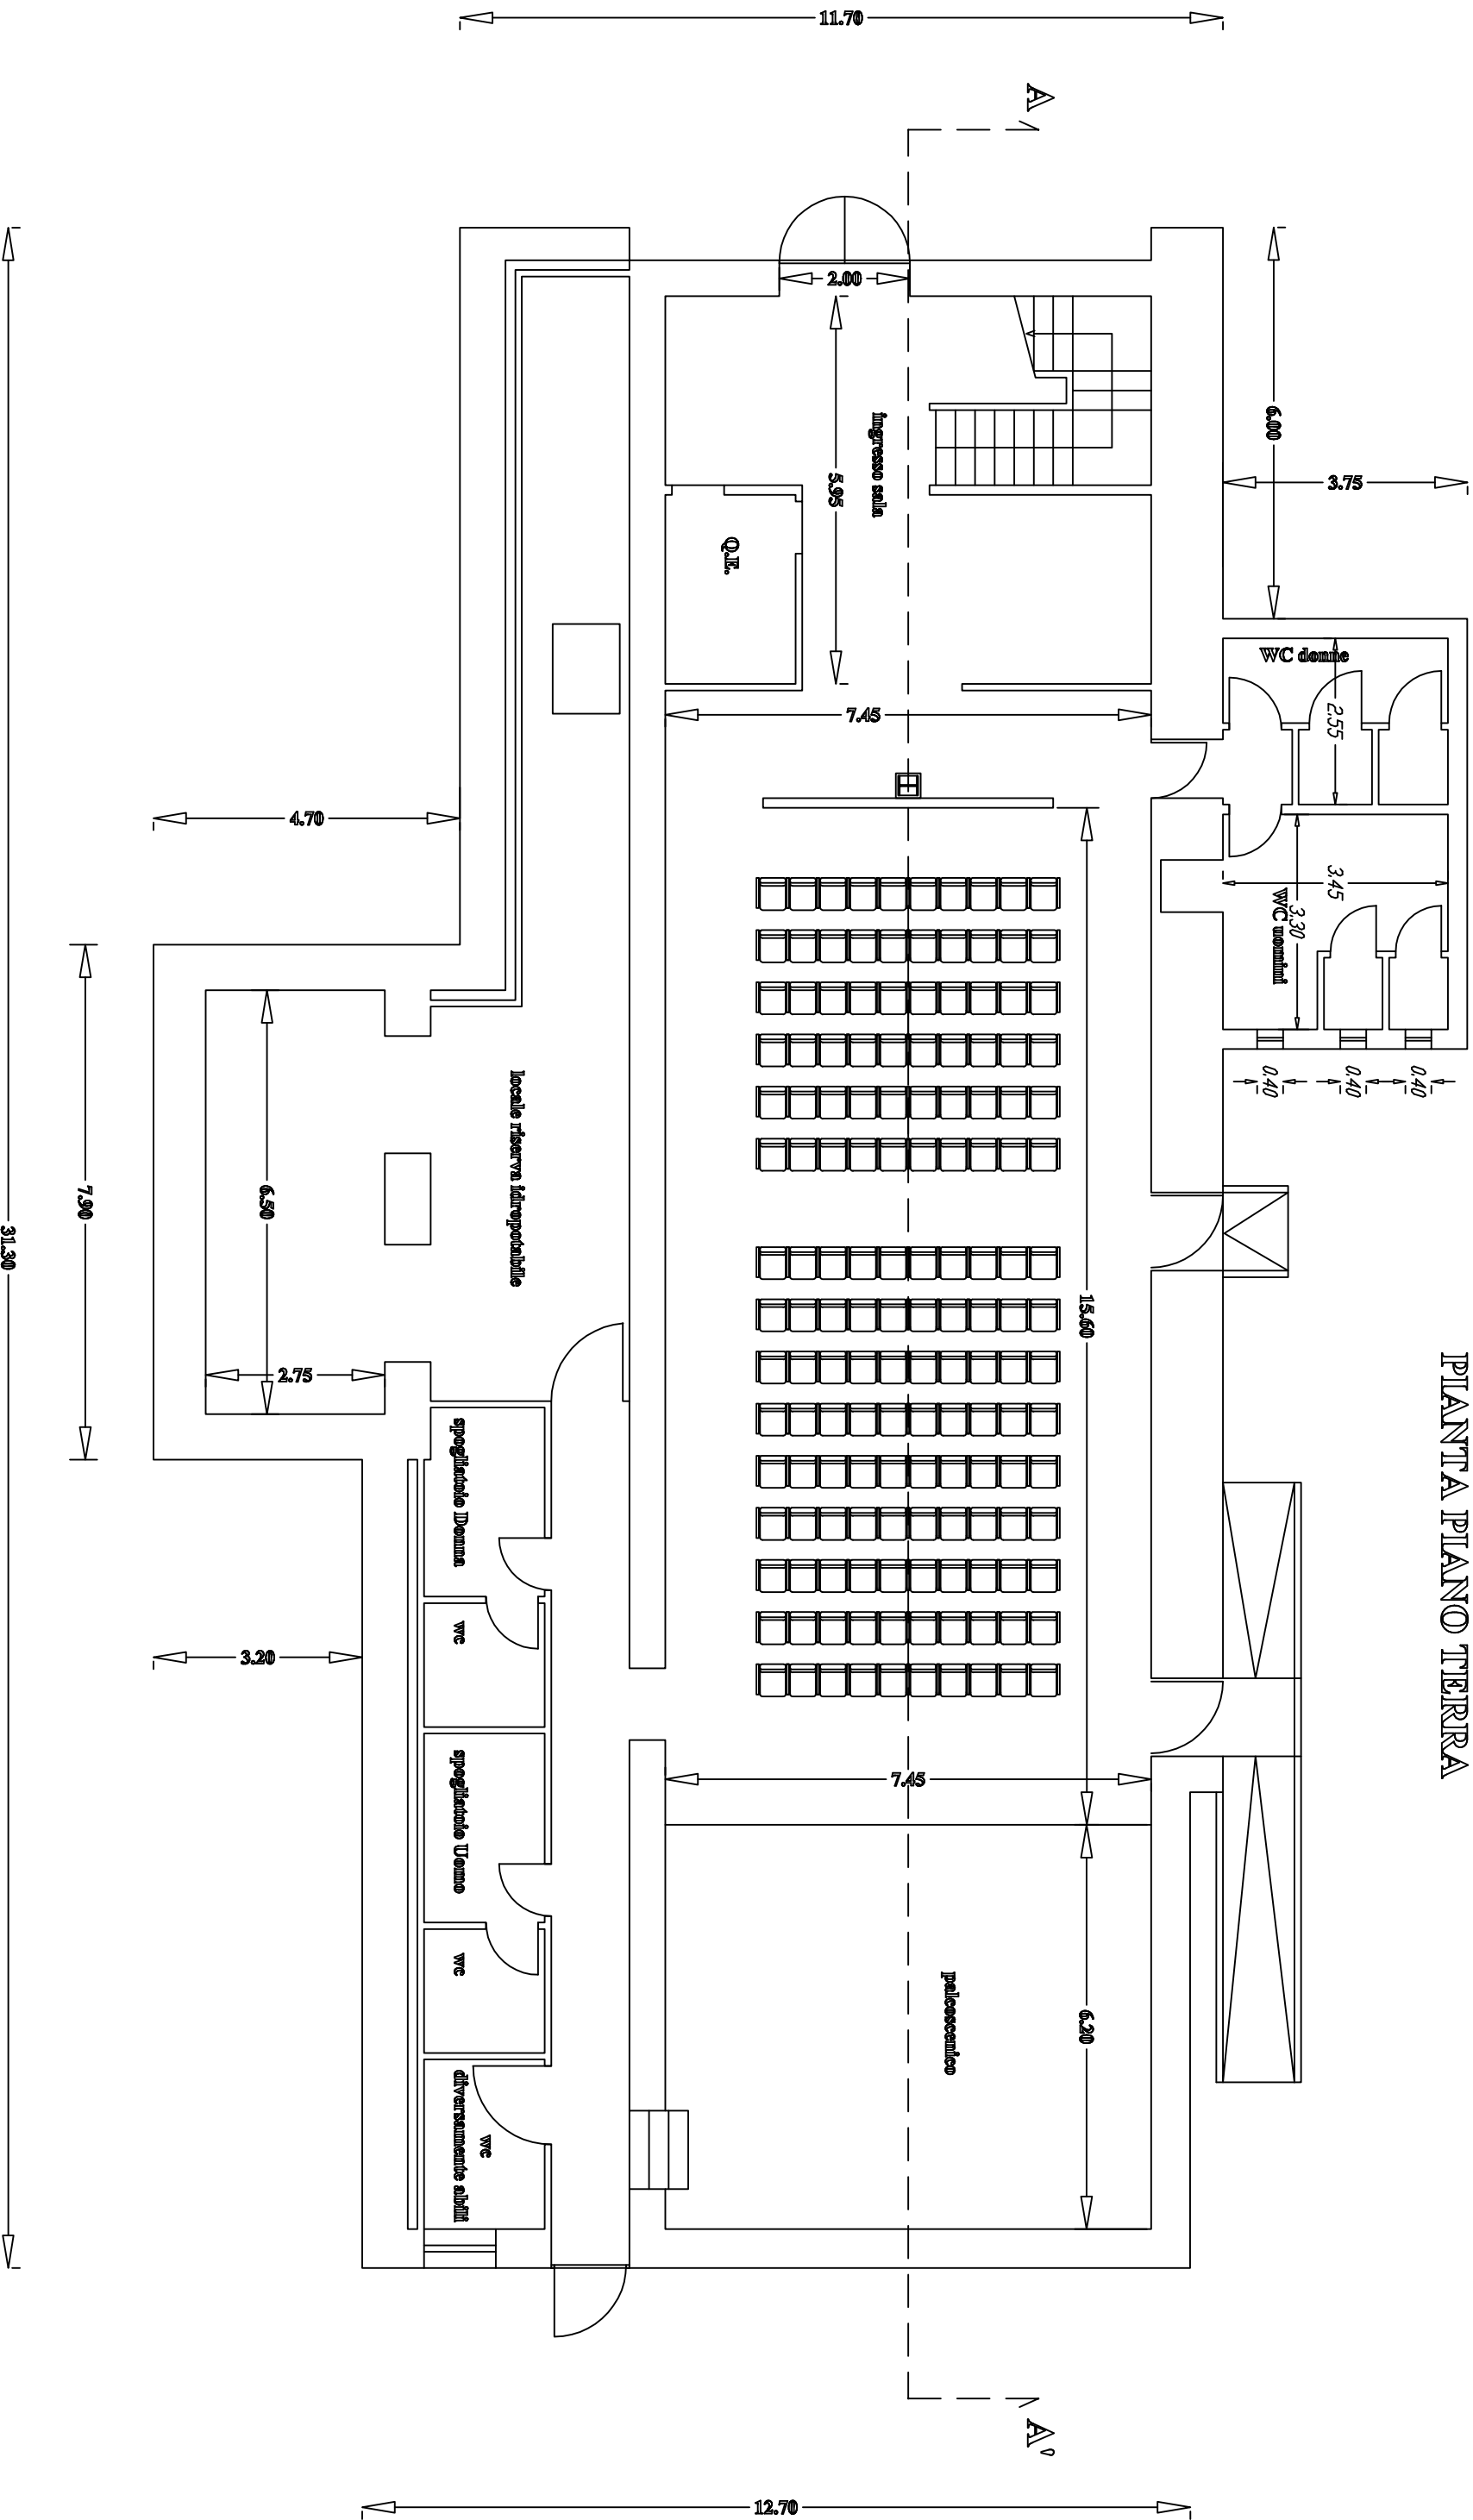 PIANTA PIANO TERRA
11.70
A
A'
2.00
6.00
3.75
ingresso sala
5.95
Q.E.
WC donne
2,55
7.45
4.70
3,45
3,30
WC uomini
0,40
0,40
0,40
locale riserva idropotabile
6.50
7.90
31.30
2.75
15.60
spogliatoio Donna
wc
3.20
spogliatoio Uomo
7.45
wc
palcoscenico
6.20
wc
diversamente abili
12.70